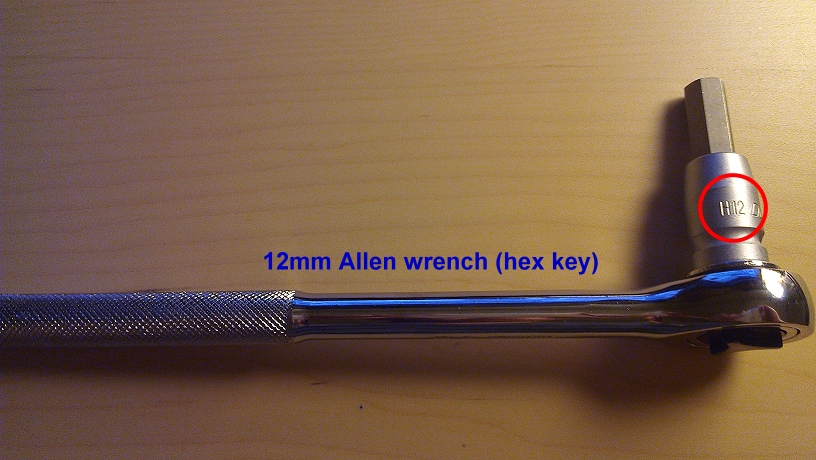 H12
12mm Allen wrench (hex key)